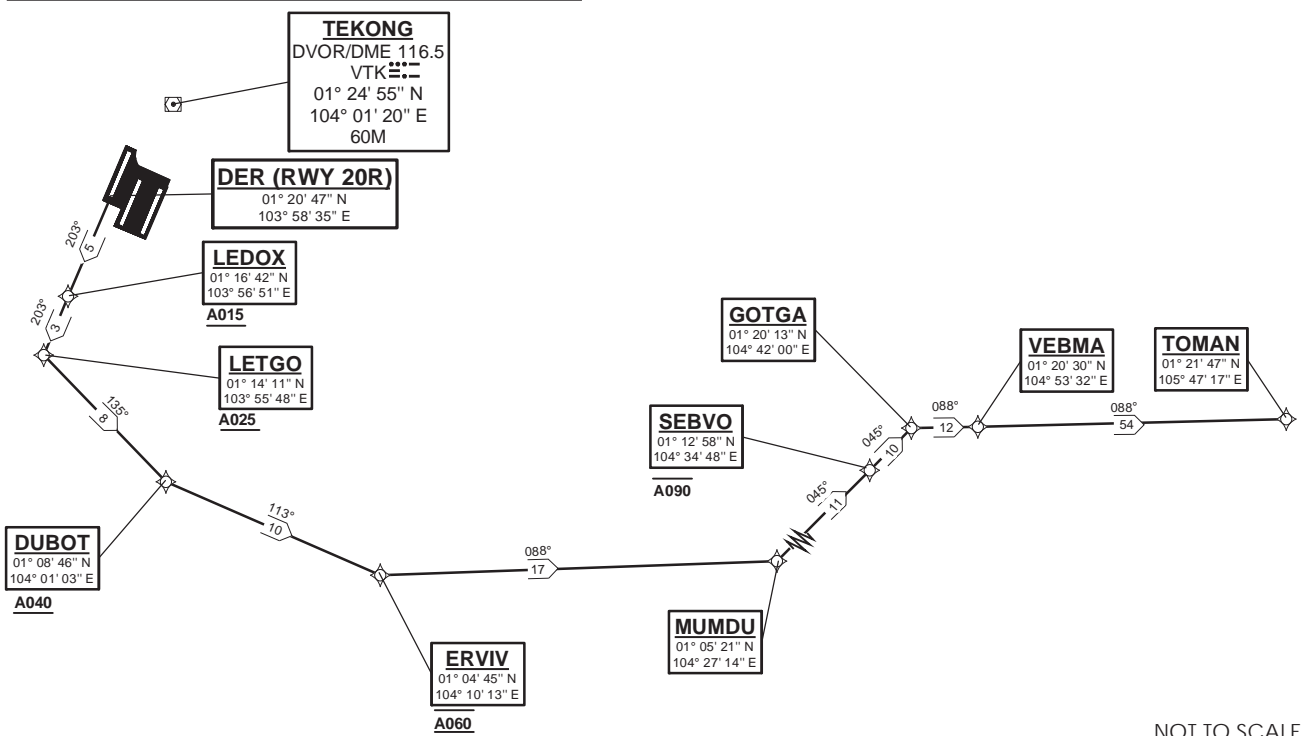 TEKONG
DVOR/DME 116.5
VTK
01° 24' 55" N
104° 01' 20" E
60M
DER (RWY 20R)
01° 20' 47" N
103° 58' 35" E
203°
5
LEDOX
01° 16' 42" N
103° 56' 51" E
A015
203°
3
LETGO
01° 14' 11" N
103° 55' 48" E
A025
135°
8
DUBOT
01° 08' 46" N
104° 01' 03" E
A040
113°
10
ERVIV
01° 04' 45" N
104° 10' 13" E
A060
088°
17
MUMDU
01° 05' 21" N
104° 27' 14" E
045°
11
SEBVO
01° 12' 58" N
104° 34' 48" E
A090
045°
10
GOTGA
01° 20' 13" N
104° 42' 00" E
088°
12
VEBMA
01° 20' 30" N
104° 53' 32" E
088°
54
TOMAN
01° 21' 47" N
105° 47' 17" E
NOT TO SCALE